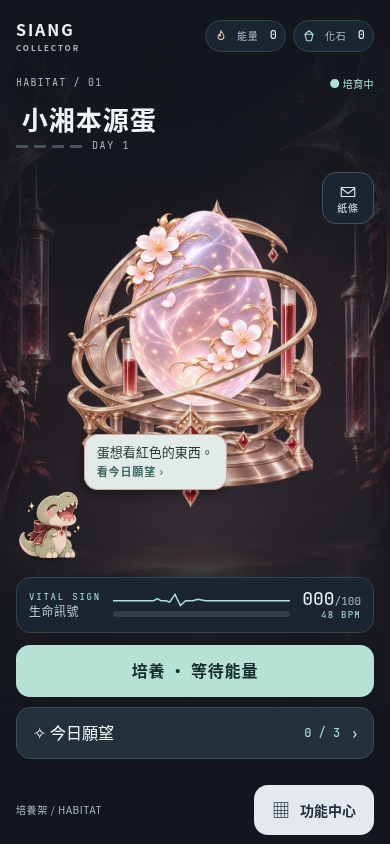 SIANG
COLLECTOR
能量 0
化石 0
HABITAT / 01
培育中
小湘本源蛋
DAY 1
紙條
蛋想看紅色的東西。
看今日願望 ›
VITAL SIGN
生命訊號
000/100
48 BPM
培養 · 等待能量
✧ 今日願望 0 / 3 ›
培養架 / HABITAT
功能中心